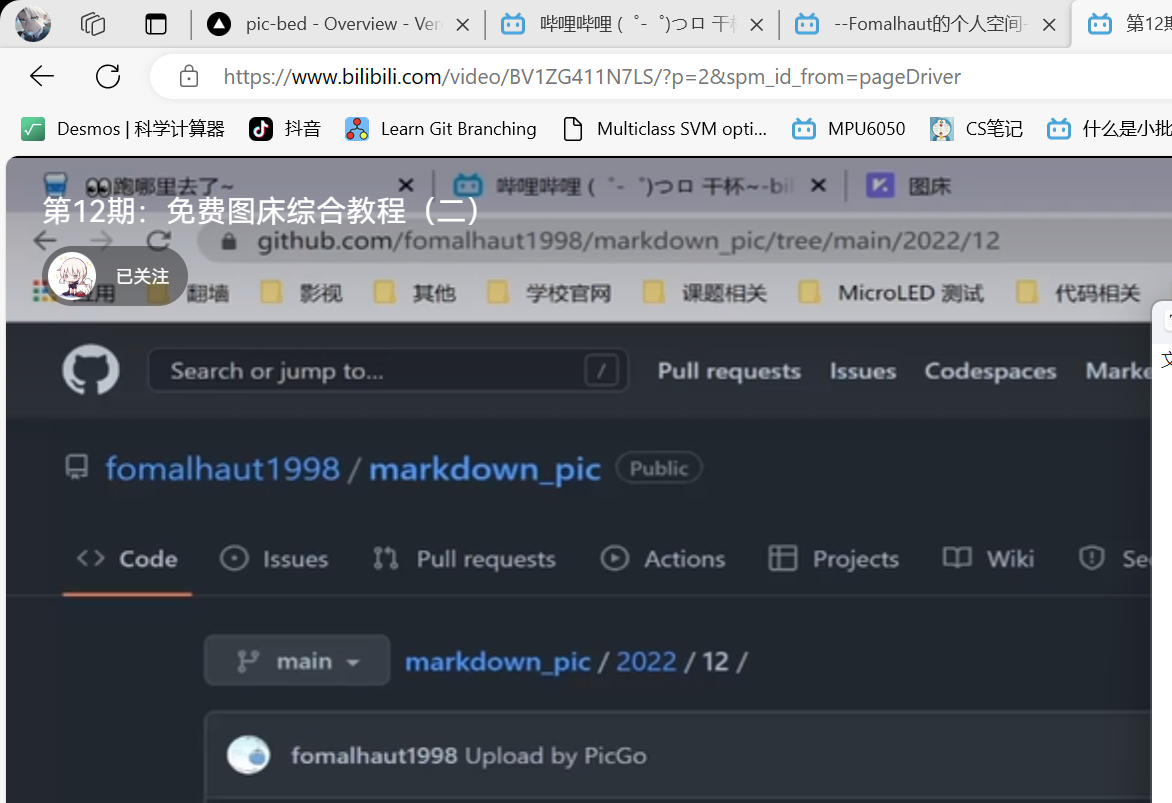 pic-bed - Overview - Ver
哔哩哔哩 (゜-゜)つロ 干杯
--Fomalhaut的个人空间-
第12期
https://www.bilibili.com/video/BV1ZG411N7LS/?p=2&spm_id_from=pageDriver
Desmos | 科学计算器
抖音
Learn Git Branching
Multiclass SVM opti...
MPU6050
CS笔记
什么是小批
跑哪里去了~
哔哩哔哩 (゜-゜)つロ 干杯~-bil
图床
第12期：免费图床综合教程（二）
github.com/fomalhaut1998/markdown_pic/tree/main/2022/12
已关注
应用
翻墙
影视
其他
学校官网
课题相关
MicroLED 测试
代码相关
Search or jump to...
/
Pull requests
Issues
Codespaces
Marke
fomalhaut1998 / markdown_pic
Public
Code
Issues
Pull requests
Actions
Projects
Wiki
Sec
main
markdown_pic / 2022 / 12 /
fomalhaut1998 Upload by PicGo